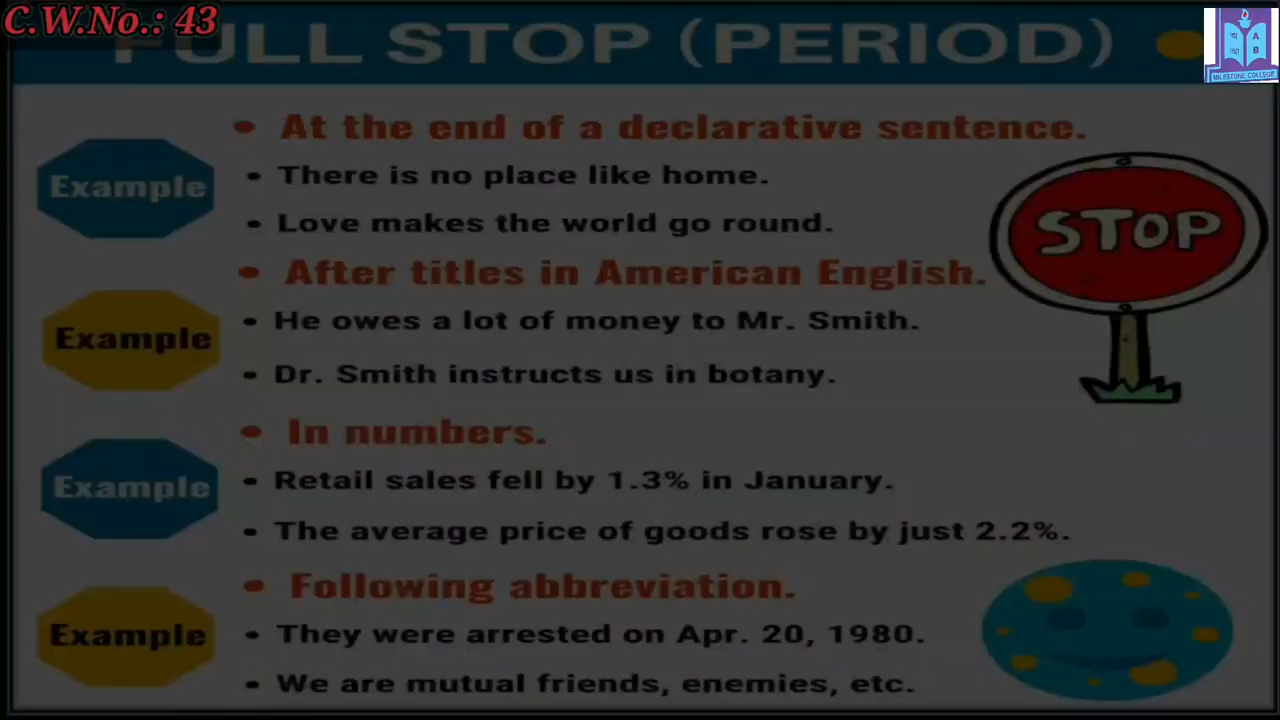 C.W.No.: 43
FULL STOP (PERIOD)
অ A
আ B
MILESTONE COLLEGE
• At the end of a declarative sentence.
Example
• There is no place like home.
• Love makes the world go round.
STOP
• After titles in American English.
Example
• He owes a lot of money to Mr. Smith.
• Dr. Smith instructs us in botany.
• In numbers.
Example
• Retail sales fell by 1.3% in January.
• The average price of goods rose by just 2.2%.
• Following abbreviation.
Example
• They were arrested on Apr. 20, 1980.
• We are mutual friends, enemies, etc.